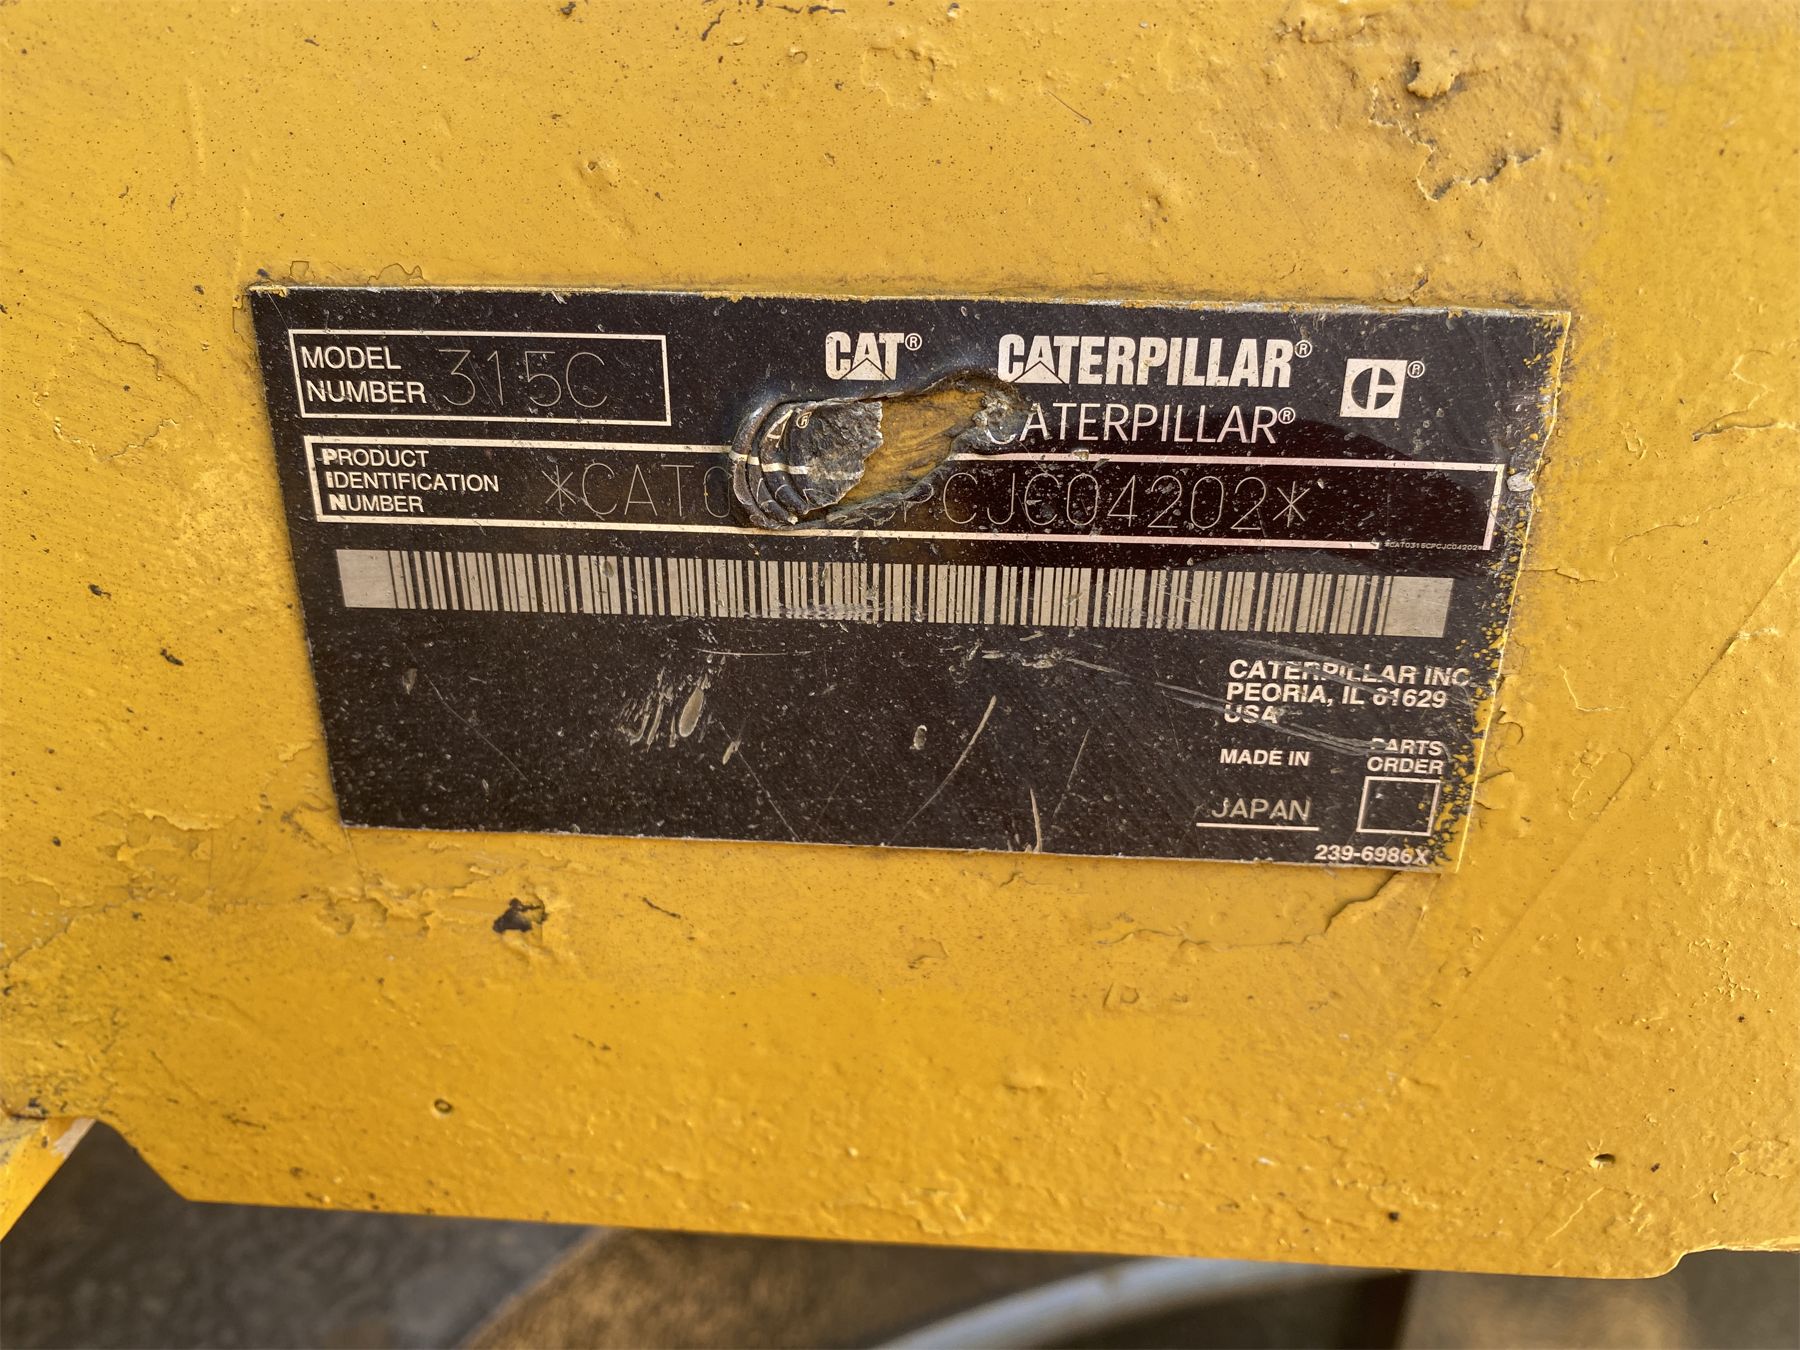 MODEL
NUMBER 315C
CAT® CATERPILLAR® ®
® CATERPILLAR®
PRODUCT
IDENTIFICATION
NUMBER
PCJC04202*
*CAT0315CPCJC04202*
CATERPILLAR INC.
PEORIA, IL 61629
USA
MADE IN
JAPAN
PARTS
ORDER
239-6986X